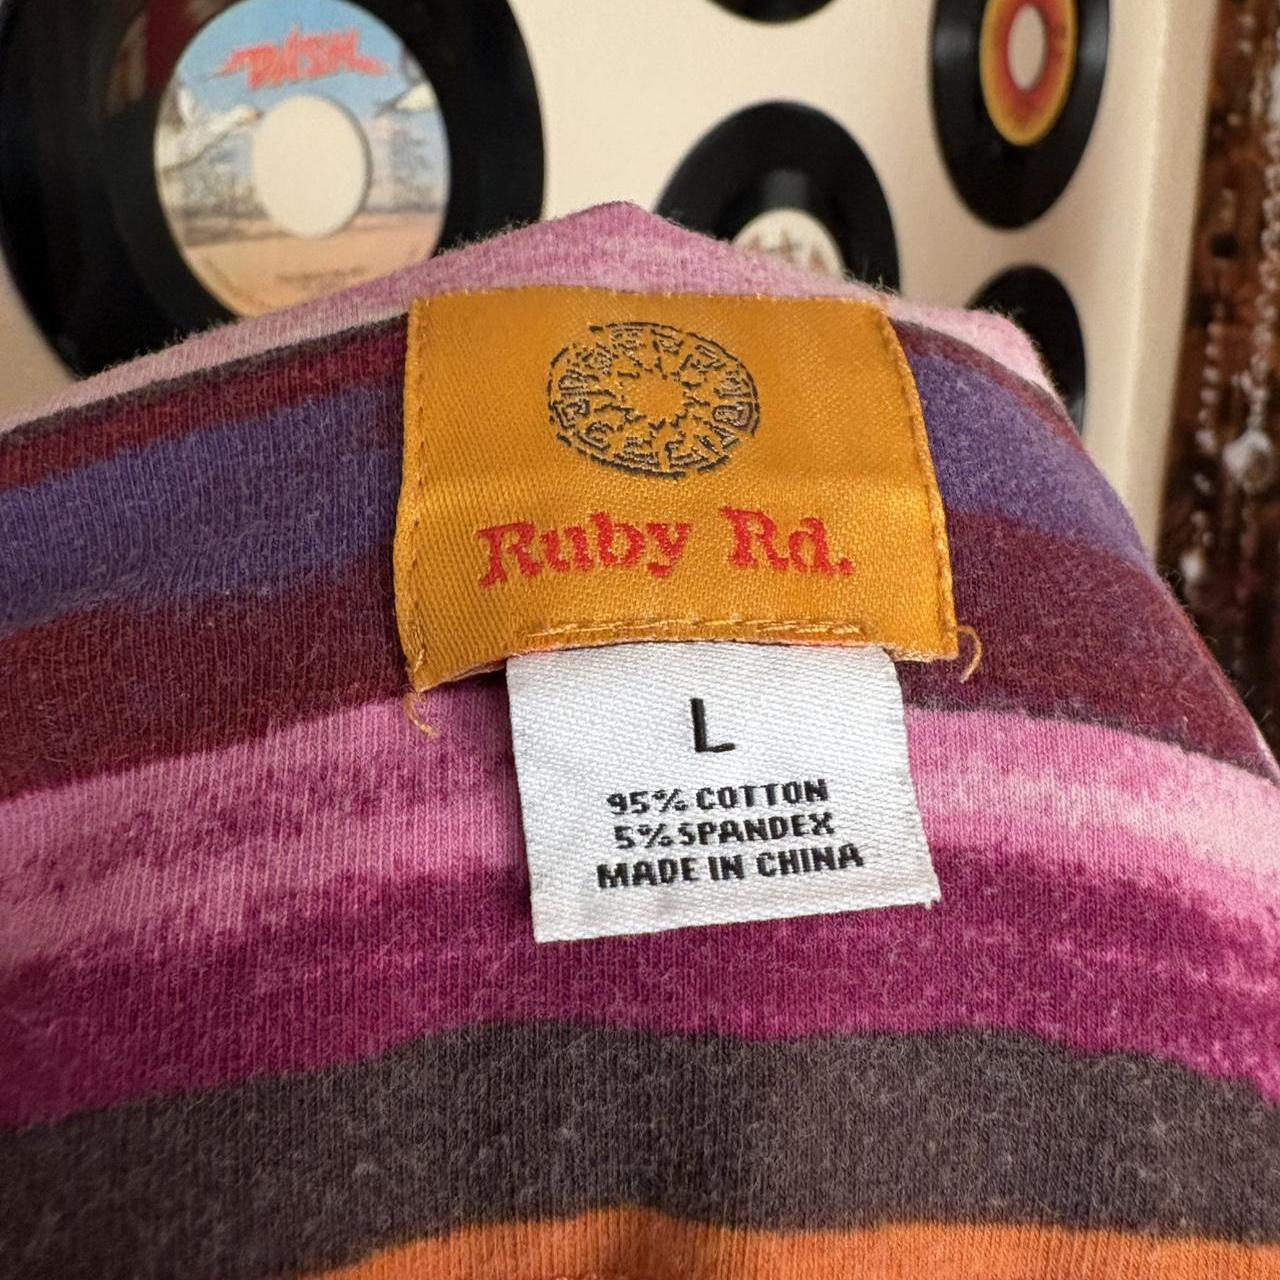 Ruby Rd.
L
95% COTTON
5% SPANDEX
MADE IN CHINA